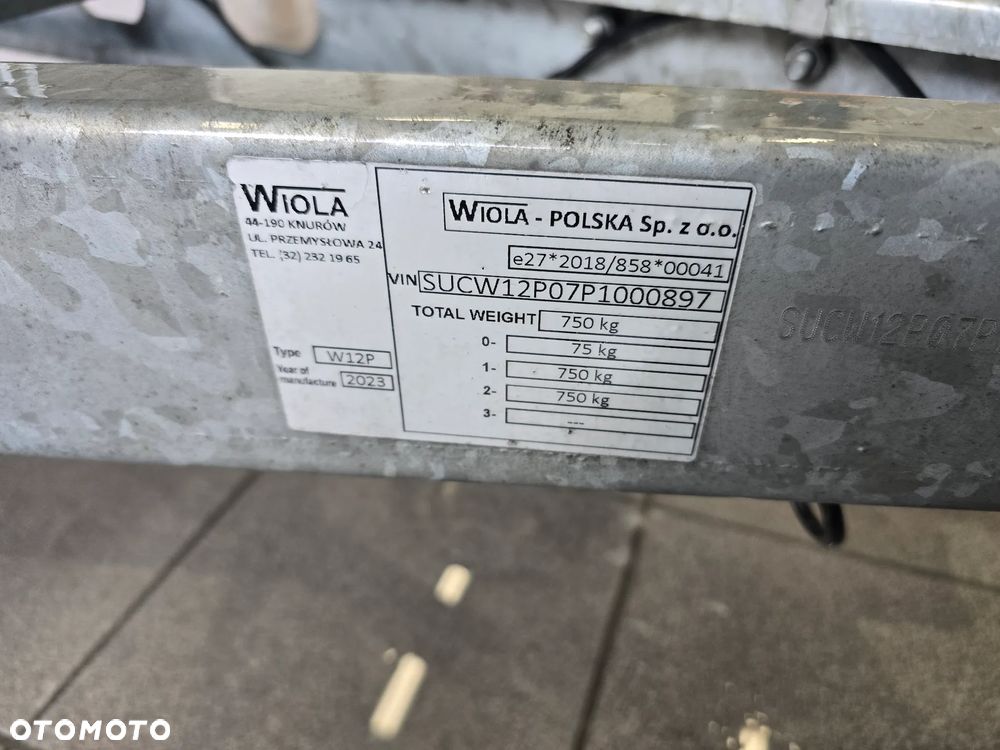 WIOLA
44-190 KNURÓW
UL. PRZEMYSŁOWA 24
TEL. (32) 232 19 65
Type W12P
Year of manufacture 2023
WIOLA - POLSKA Sp. z o.o.
e27*2018/858*00041
VIN SUCW12P07P1000897
TOTAL WEIGHT 750 kg
0- 75 kg
1- 750 kg
2- 750 kg
3- ---
SUCW12P07P
OTOMOTO